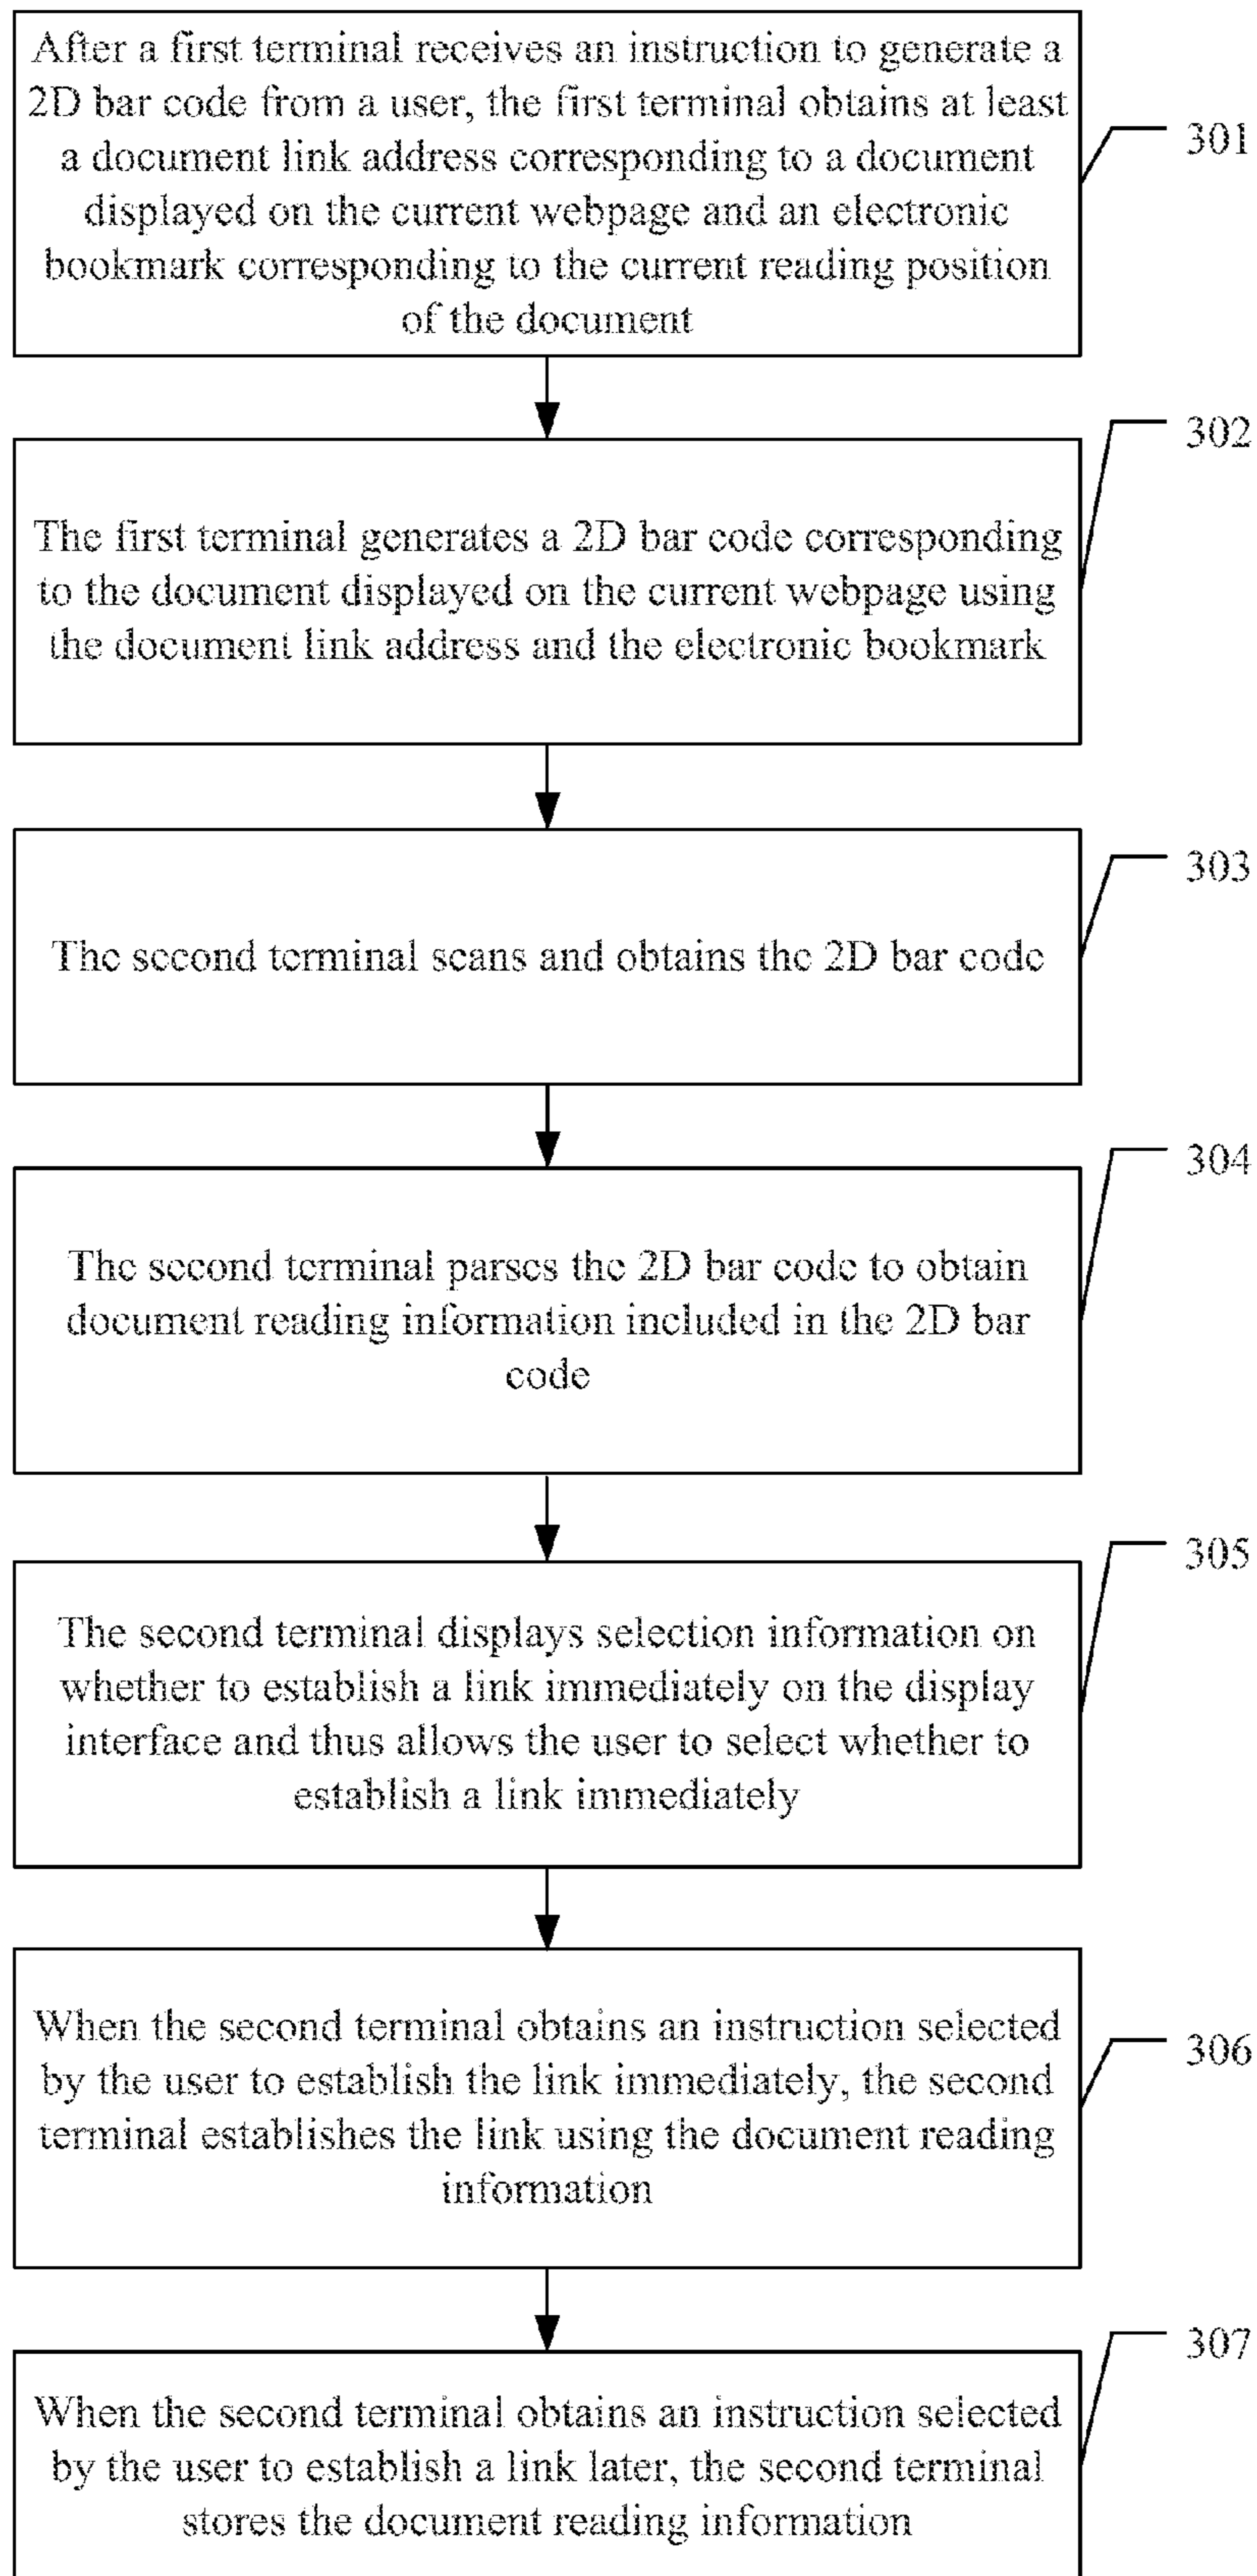 After a first terminal receives an instruction to generate a
2D bar code from a user, the first terminal obtains at least
a document link address corresponding to a document
displayed on the current webpage and an electronic
bookmark corresponding to the current reading position
of the document
301
The first terminal generates a 2D bar code corresponding
to the document displayed on the current webpage using
the document link address and the electronic bookmark
302
The second terminal scans and obtains the 2D bar code
303
The second terminal parses the 2D bar code to obtain
document reading information included in the 2D bar
code
304
The second terminal displays selection information on
whether to establish a link immediately on the display
interface and thus allows the user to select whether to
establish a link immediately
305
When the second terminal obtains an instruction selected
by the user to establish the link immediately, the second
terminal establishes the link using the document reading
information
306
When the second terminal obtains an instruction selected
by the user to establish a link later, the second terminal
stores the document reading information
307